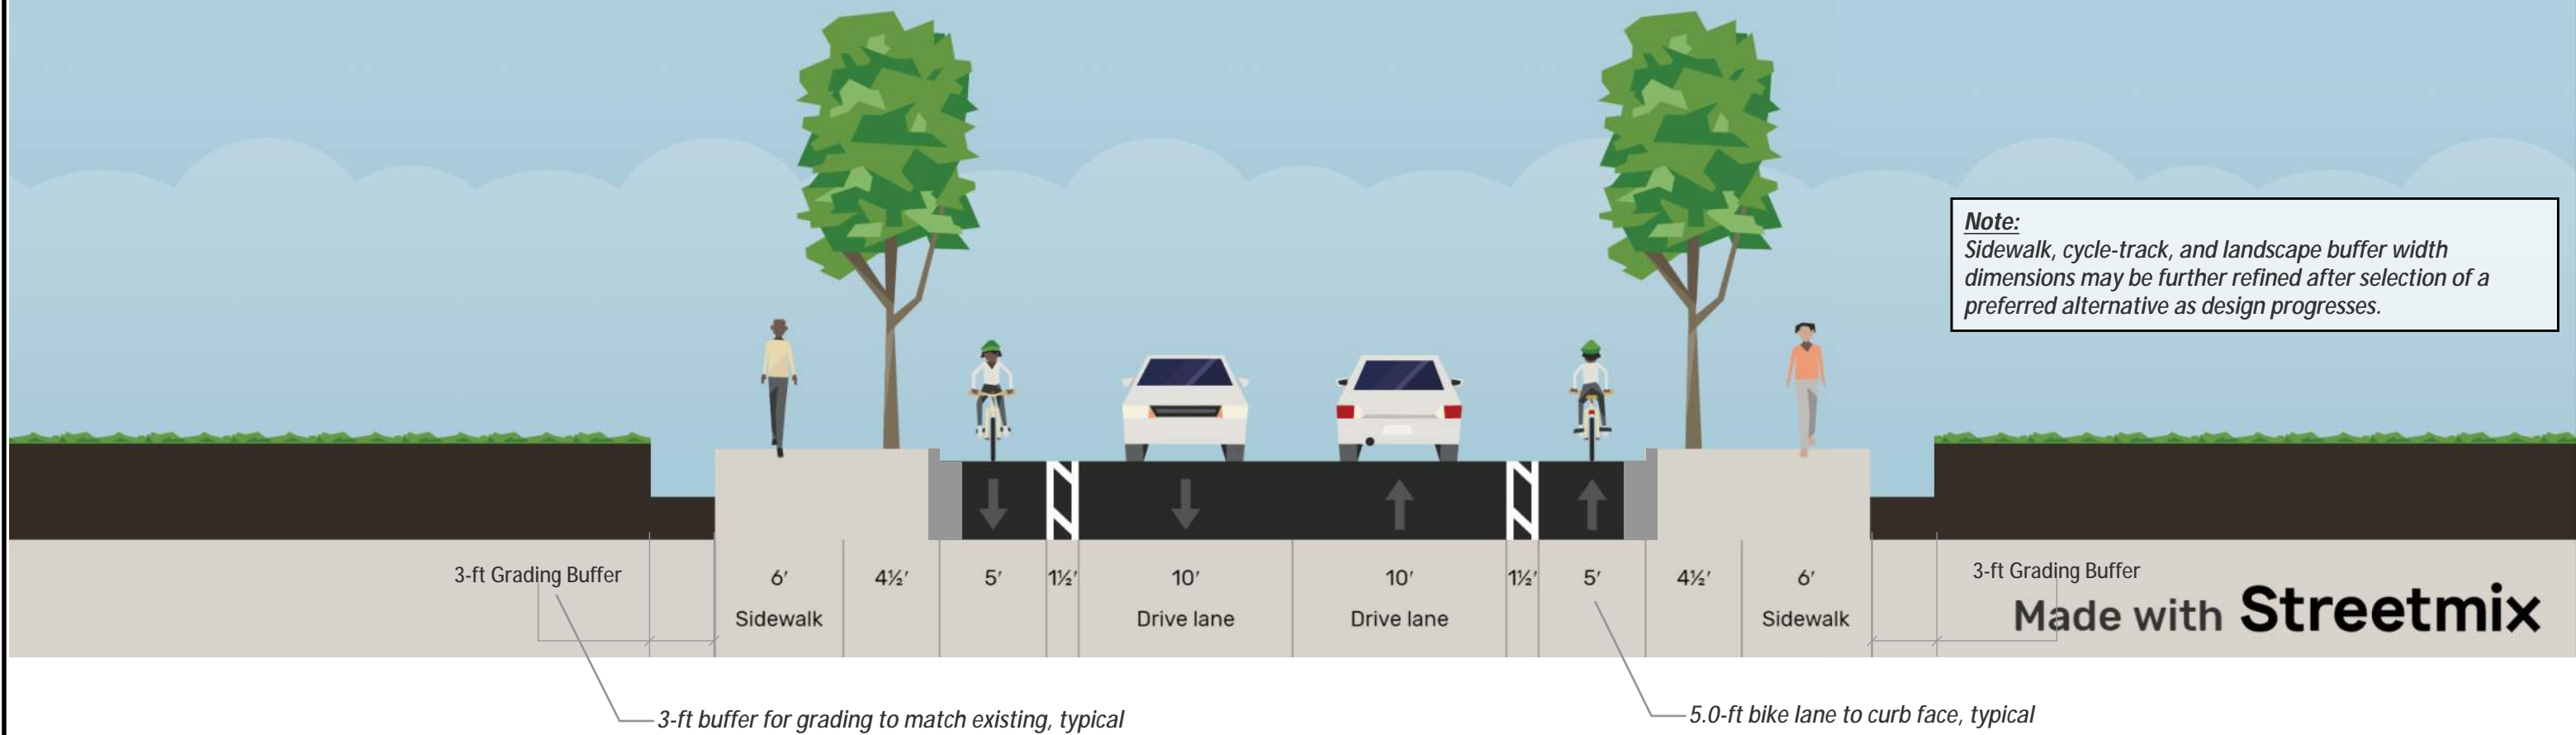 Note:
Sidewalk, cycle-track, and landscape buffer width
dimensions may be further refined after selection of a
preferred alternative as design progresses.
3-ft Grading Buffer
6′
4½′
5′
1½′
10′
10′
1½′
5′
4½′
6′
3-ft Grading Buffer
Sidewalk
Drive lane
Drive lane
Sidewalk
Made with Streetmix
3-ft buffer for grading to match existing, typical
5.0-ft bike lane to curb face, typical